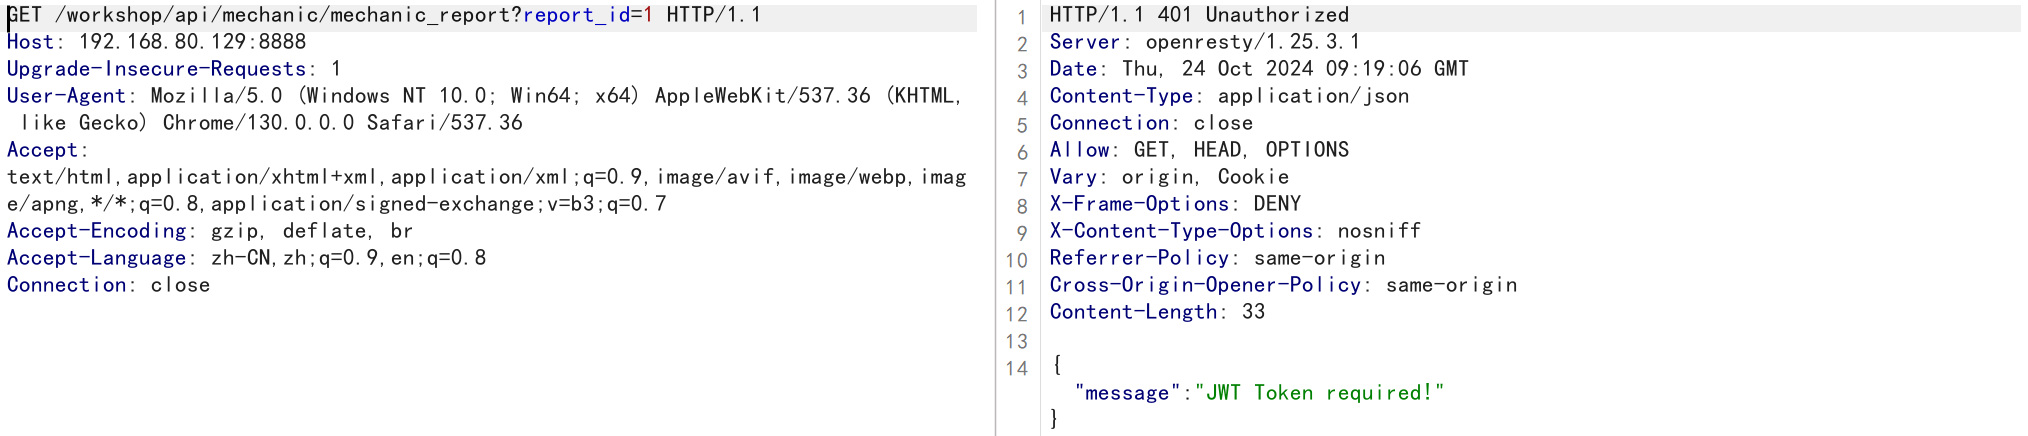 GET /workshop/api/mechanic/mechanic_report?report_id=1 HTTP/1.1
Host: 192.168.80.129:8888
Upgrade-Insecure-Requests: 1
User-Agent: Mozilla/5.0 (Windows NT 10.0; Win64; x64) AppleWebKit/537.36 (KHTML,
like Gecko) Chrome/130.0.0.0 Safari/537.36
Accept:
text/html,application/xhtml+xml,application/xml;q=0.9,image/avif,image/webp,imag
e/apng,*/*;q=0.8,application/signed-exchange;v=b3;q=0.7
Accept-Encoding: gzip, deflate, br
Accept-Language: zh-CN,zh;q=0.9,en;q=0.8
Connection: close
1 HTTP/1.1 401 Unauthorized
2 Server: openresty/1.25.3.1
3 Date: Thu, 24 Oct 2024 09:19:06 GMT
4 Content-Type: application/json
5 Connection: close
6 Allow: GET, HEAD, OPTIONS
7 Vary: origin, Cookie
8 X-Frame-Options: DENY
9 X-Content-Type-Options: nosniff
10 Referrer-Policy: same-origin
11 Cross-Origin-Opener-Policy: same-origin
12 Content-Length: 33
13
14 {
"message":"JWT Token required!"
}